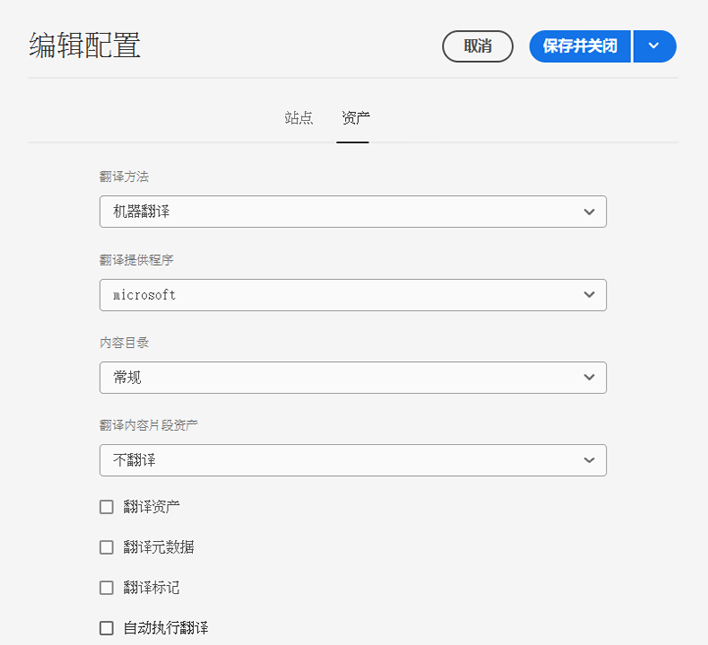 编辑配置
取消
保存并关闭
站点
资产
翻译方法
机器翻译
翻译提供程序
microsoft
内容目录
常规
翻译内容片段资产
不翻译
翻译资产
翻译元数据
翻译标记
自动执行翻译